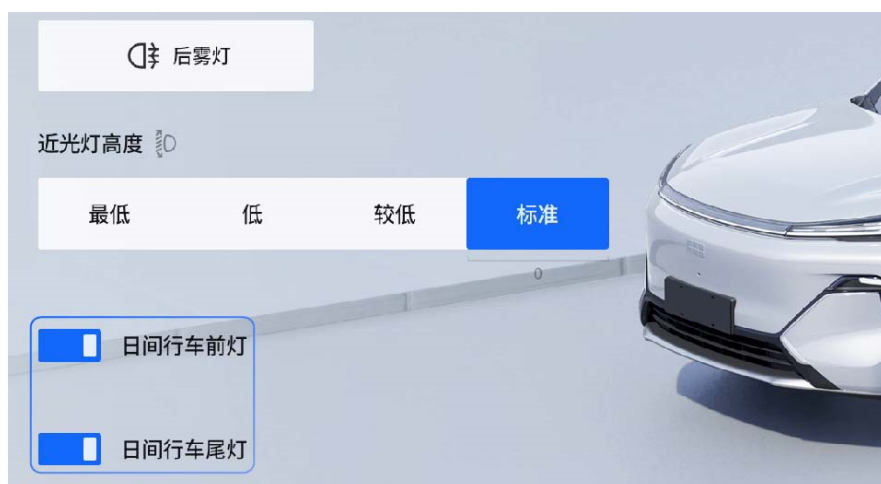 后雾灯
近光灯高度
最低 低 较低 标准
0
日间行车前灯
日间行车尾灯